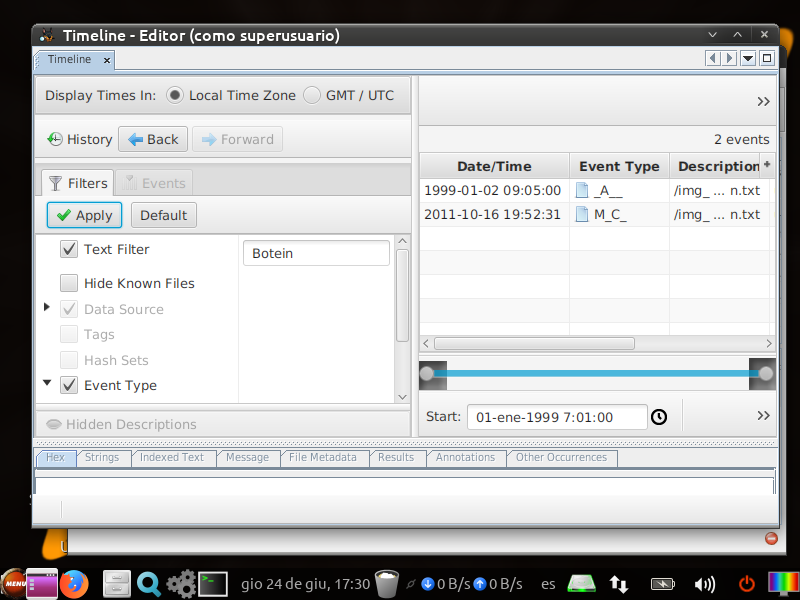 Timeline - Editor (como superusuario)
Timeline
Display Times In: Local Time Zone GMT / UTC
History Back Forward
Filters Events
Apply Default
Text Filter Botein
Hide Known Files
Data Source
Tags
Hash Sets
Event Type
Hidden Descriptions
2 events
Date/Time Event Type Description
1999-01-02 09:05:00 _A__ /img_ ... n.txt
2011-10-16 19:52:31 M_C_ /img_ ... n.txt
Start: 01-ene-1999 7:01:00
Hex Strings Indexed Text Message File Metadata Results Annotations Other Occurrences
MENU gio 24 de giu, 17:30 0 B/s 0 B/s es